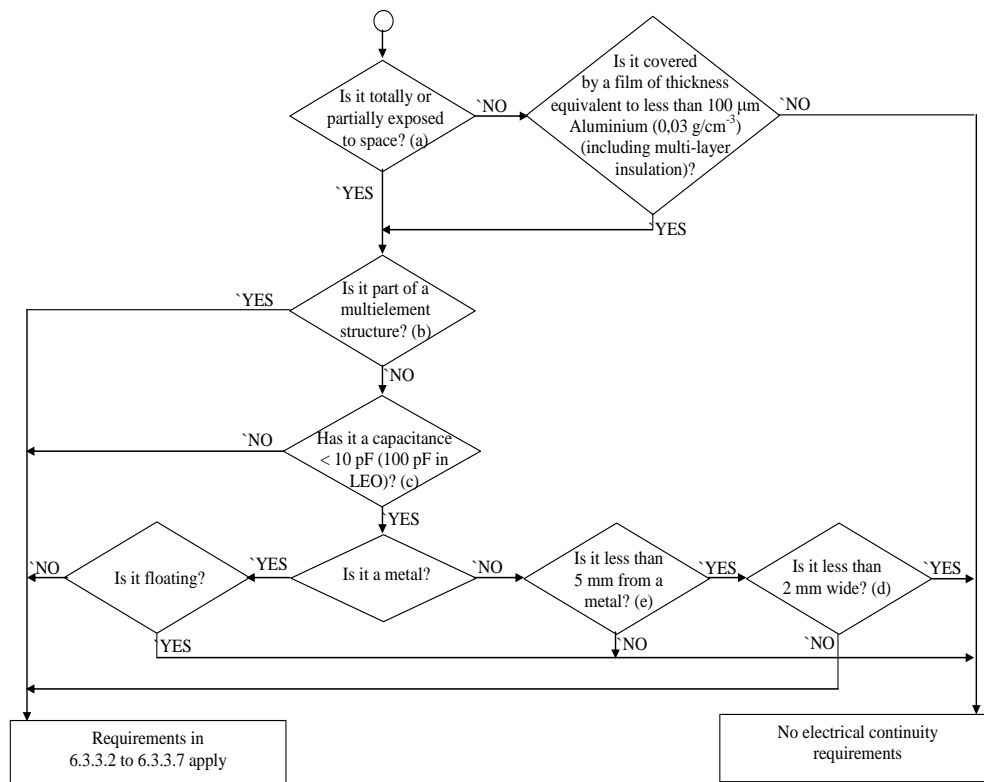 Is it totally or
partially exposed
to space? (a)
`NO
Is it covered
by a film of thickness
equivalent to less than 100 μm
Aluminium (0,03 g/cm-3)
(including multi-layer
insulation)?
`NO
`YES
`YES
Is it part of a
multielement
structure? (b)
`YES
`NO
Has it a capacitance
< 10 pF (100 pF in
LEO)? (c)
`NO
`YES
`NO
Is it floating?
`YES
Is it a metal?
`NO
Is it less than
5 mm from a
metal? (e)
`YES
Is it less than
2 mm wide? (d)
`YES
`YES
`NO
`NO
Requirements in
6.3.3.2 to 6.3.3.7 apply
No electrical continuity
requirements